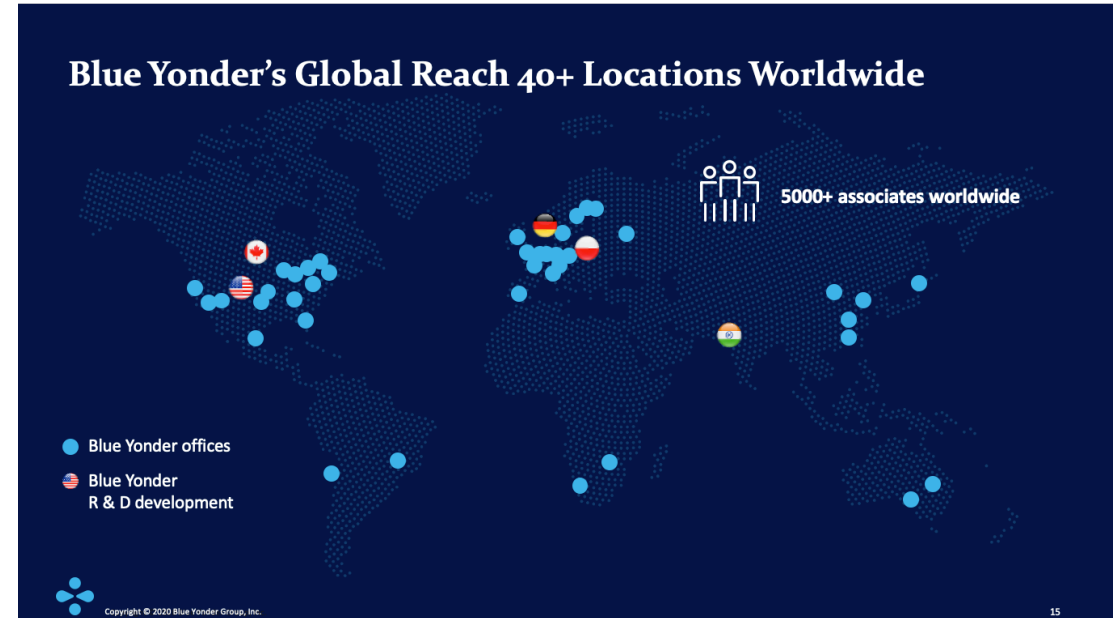 Blue Yonder's Global Reach 40+ Locations Worldwide
5000+ associates worldwide
Blue Yonder offices
Blue Yonder
R & D development
Copyright © 2020 Blue Yonder Group, Inc.
15